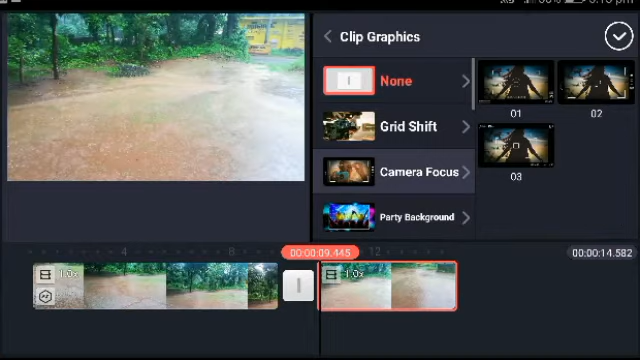 Clip Graphics
None
Grid Shift
Camera Focus
Party Background
01
02
03
4
8
00:00:09.445
12
00:00:14.582
1.0x
1.0x